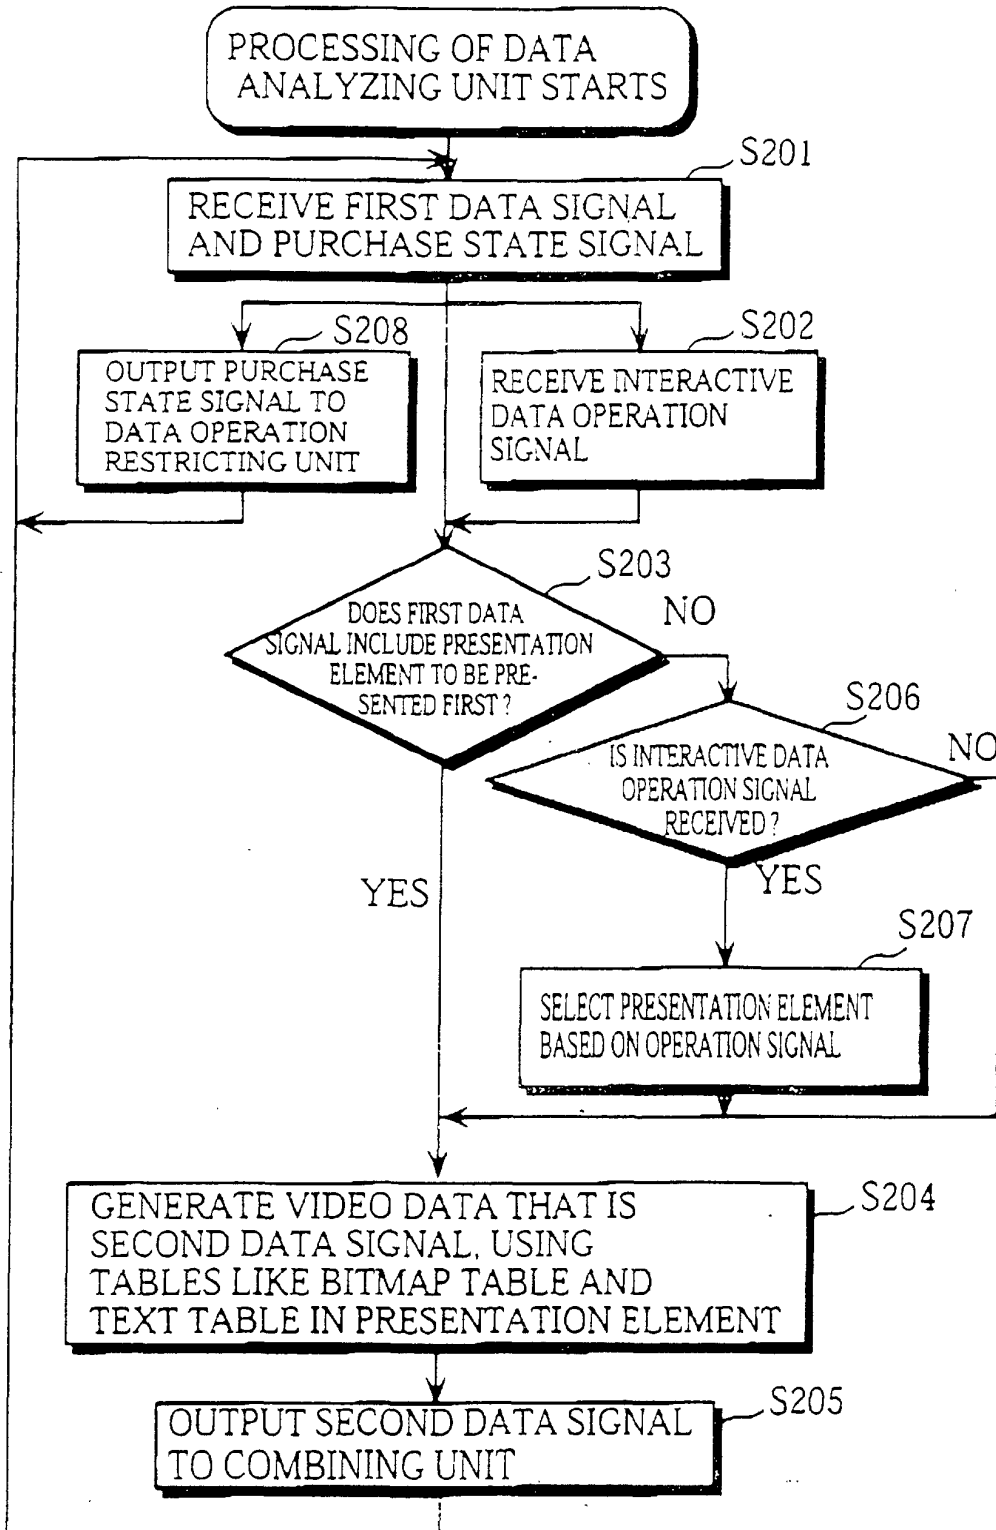 PROCESSING OF DATA
ANALYZING UNIT STARTS
S201
RECEIVE FIRST DATA SIGNAL
AND PURCHASE STATE SIGNAL
S208
OUTPUT PURCHASE
STATE SIGNAL TO
DATA OPERATION
RESTRICTING UNIT
S202
RECEIVE INTERACTIVE
DATA OPERATION
SIGNAL
S203
DOES FIRST DATA
SIGNAL INCLUDE PRESENTATION
ELEMENT TO BE PRE-
SENTED FIRST?
NO
S206
IS INTERACTIVE DATA
OPERATION SIGNAL
RECEIVED?
NO
YES
YES
S207
SELECT PRESENTATION ELEMENT
BASED ON OPERATION SIGNAL
S204
GENERATE VIDEO DATA THAT IS
SECOND DATA SIGNAL, USING
TABLES LIKE BITMAP TABLE AND
TEXT TABLE IN PRESENTATION ELEMENT
S205
OUTPUT SECOND DATA SIGNAL
TO COMBINING UNIT